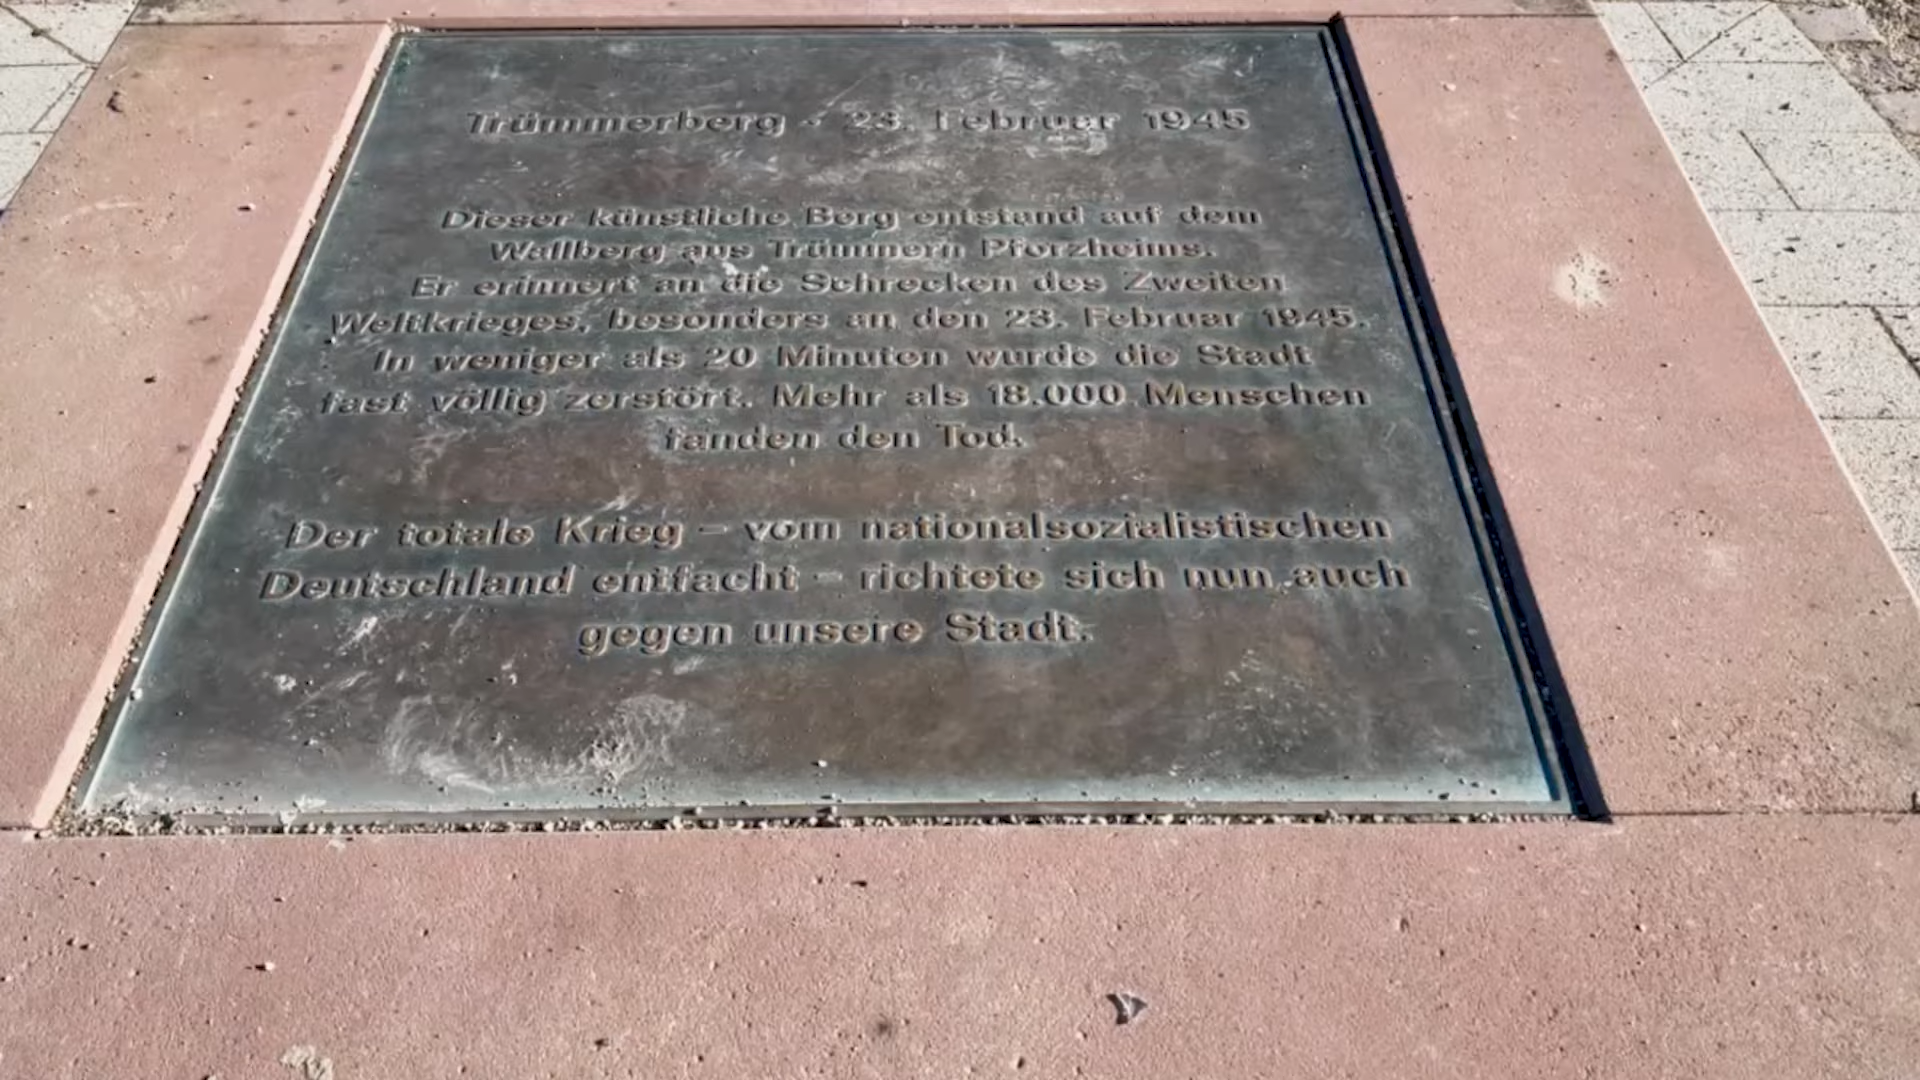 Trümmerberg - 23. Februar 1945
Dieser künstliche Berg entstand auf dem
Wallberg aus Trümmern Pforzheims.
Er erinnert an die Schrecken des Zweiten
Weltkrieges, besonders an den 23. Februar 1945.
In weniger als 20 Minuten wurde die Stadt
fast völlig zerstört. Mehr als 18.000 Menschen
fanden den Tod.
Der totale Krieg – vom nationalsozialistischen
Deutschland entfacht – richtete sich nun auch
gegen unsere Stadt.